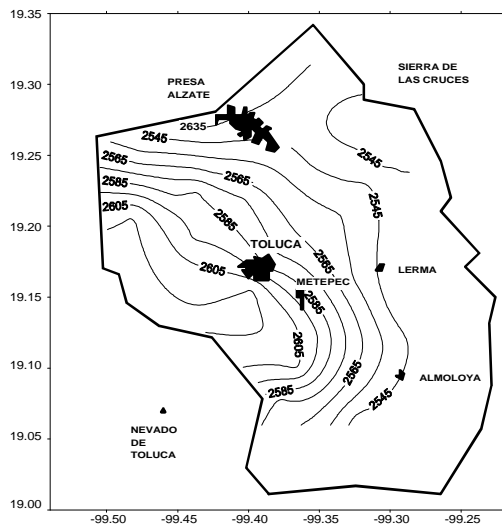 19.35
19.30
19.25
19.20
19.15
19.10
19.05
19.00
SIERRA DE
LAS CRUCES
PRESA
ALZATE
2635
2545
2545
2565
2565
2585
2545
2605
2585
TOLUCA
2565
2605
LERMA
METEPEC
2585
2605
2565
2585
ALMOLOYA
2545
NEVADO
DE
TOLUCA
-99.50
-99.45
-99.40
-99.35
-99.30
-99.25